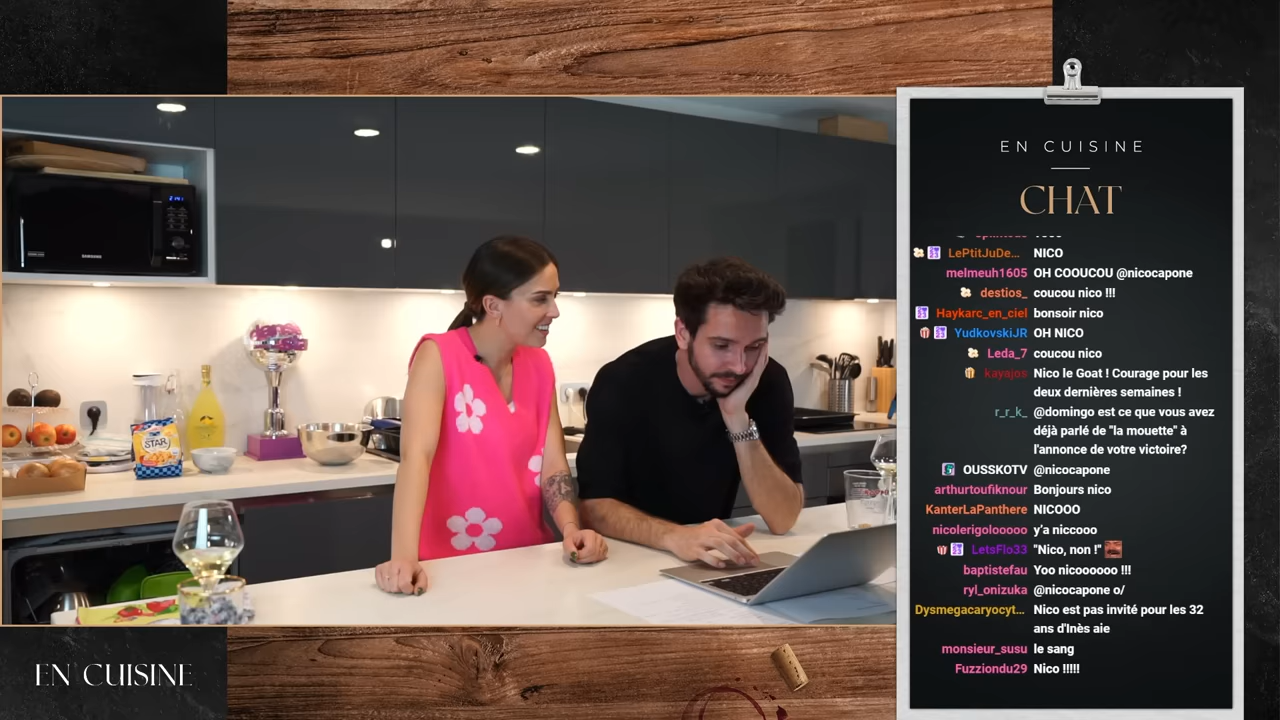 EN CUISINE
CHAT
LePtitJuDe... NICO
melmeuh1605 OH COOUCOU @nicocapone
destios_ coucou nico !!!
Haykarc_en_ciel bonsoir nico
YudkovskiJR OH NICO
Leda_7 coucou nico
kayajos Nico le Goat ! Courage pour les
deux dernières semaines !
r_r_k_ @domingo est ce que vous avez
déjà parlé de "la mouette" à
l'annonce de votre victoire?
OUSSKOTV @nicocapone
arthurtoufiknour Bonjours nico
KanterLaPanthere NICOOO
nicolerigolooooo y'a niccooo
LetsFlo33 "Nico, non !"
baptistefau Yoo nicoooooo !!!
ryl_onizuka @nicocapone o/
Dysmegacaryocyt... Nico est pas invité pour les 32
ans d'Inès aie
monsieur_susu le sang
Fuzziondu29 Nico !!!!!
SAMSUNG
STAR
EN CUISINE